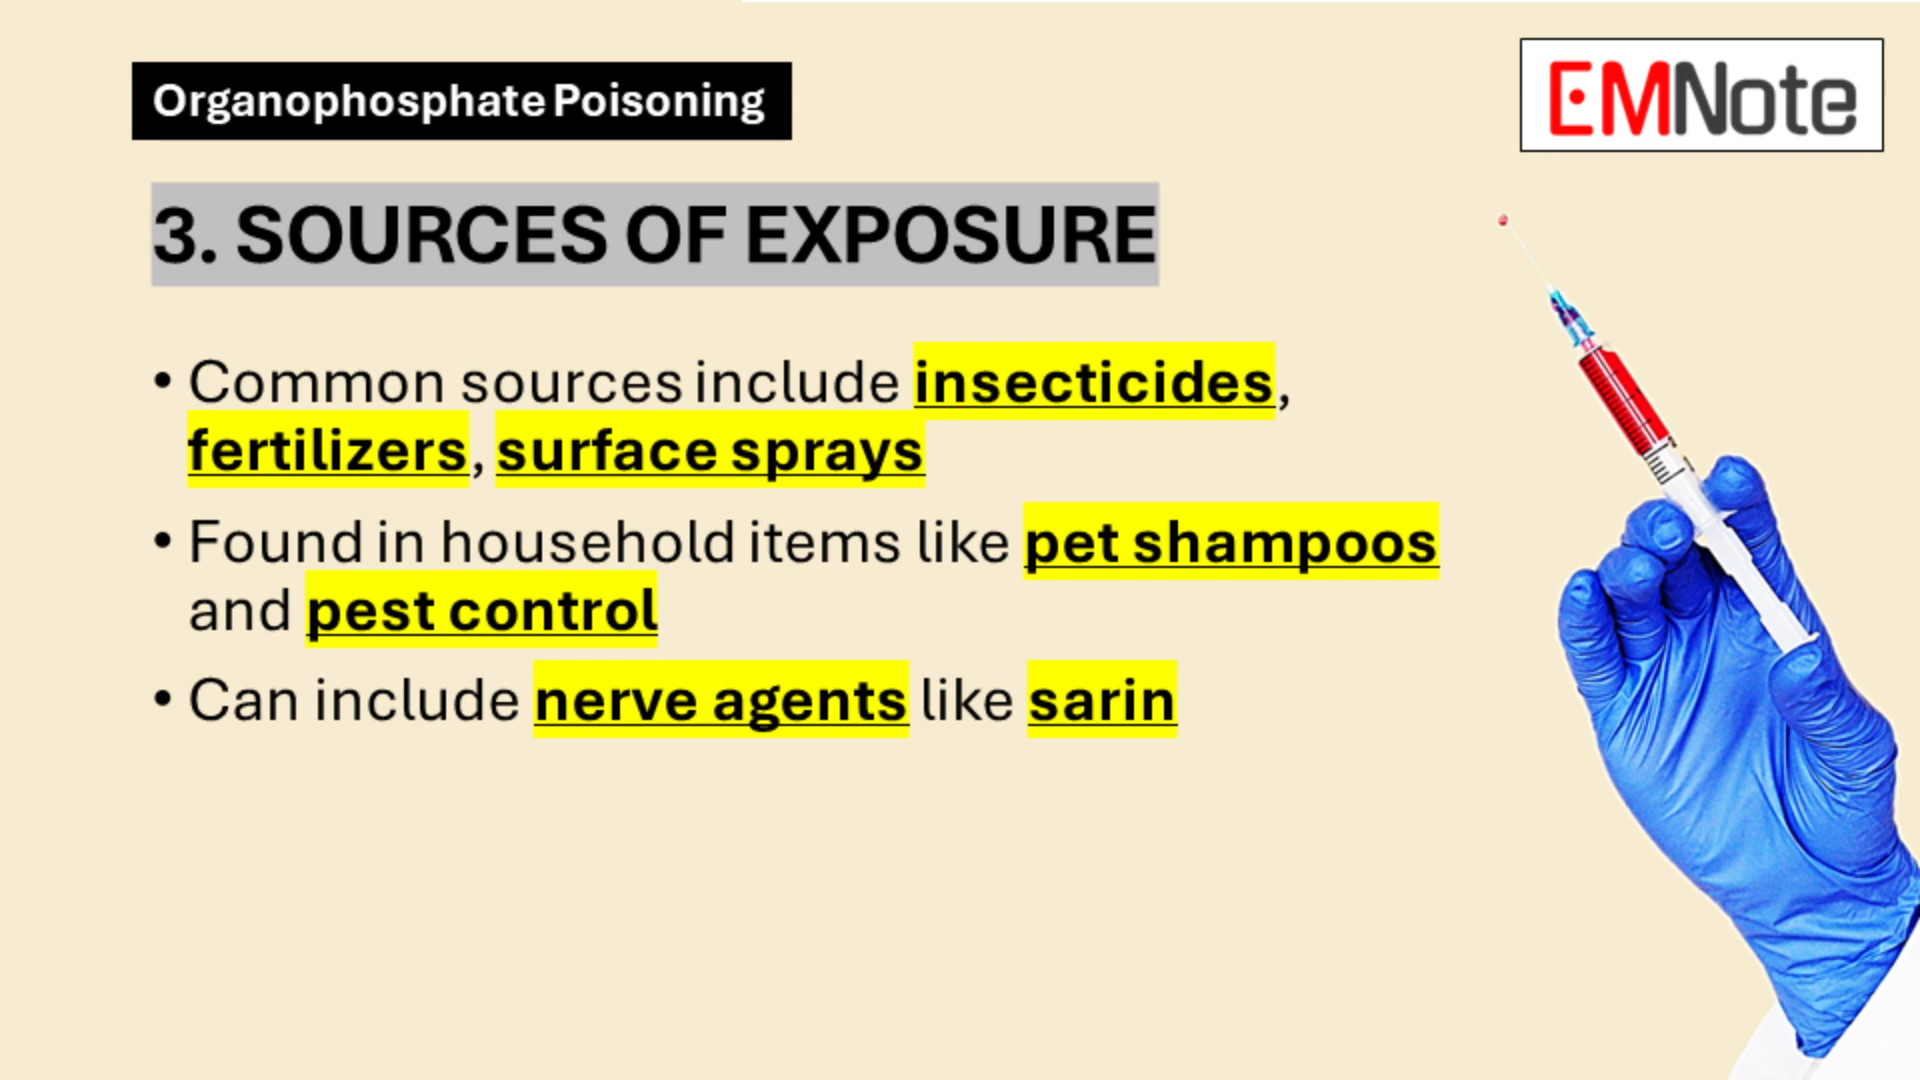 Organophosphate Poisoning
EMNote
3. SOURCES OF EXPOSURE
• Common sources include insecticides,
fertilizers, surface sprays
• Found in household items like pet shampoos
and pest control
• Can include nerve agents like sarin